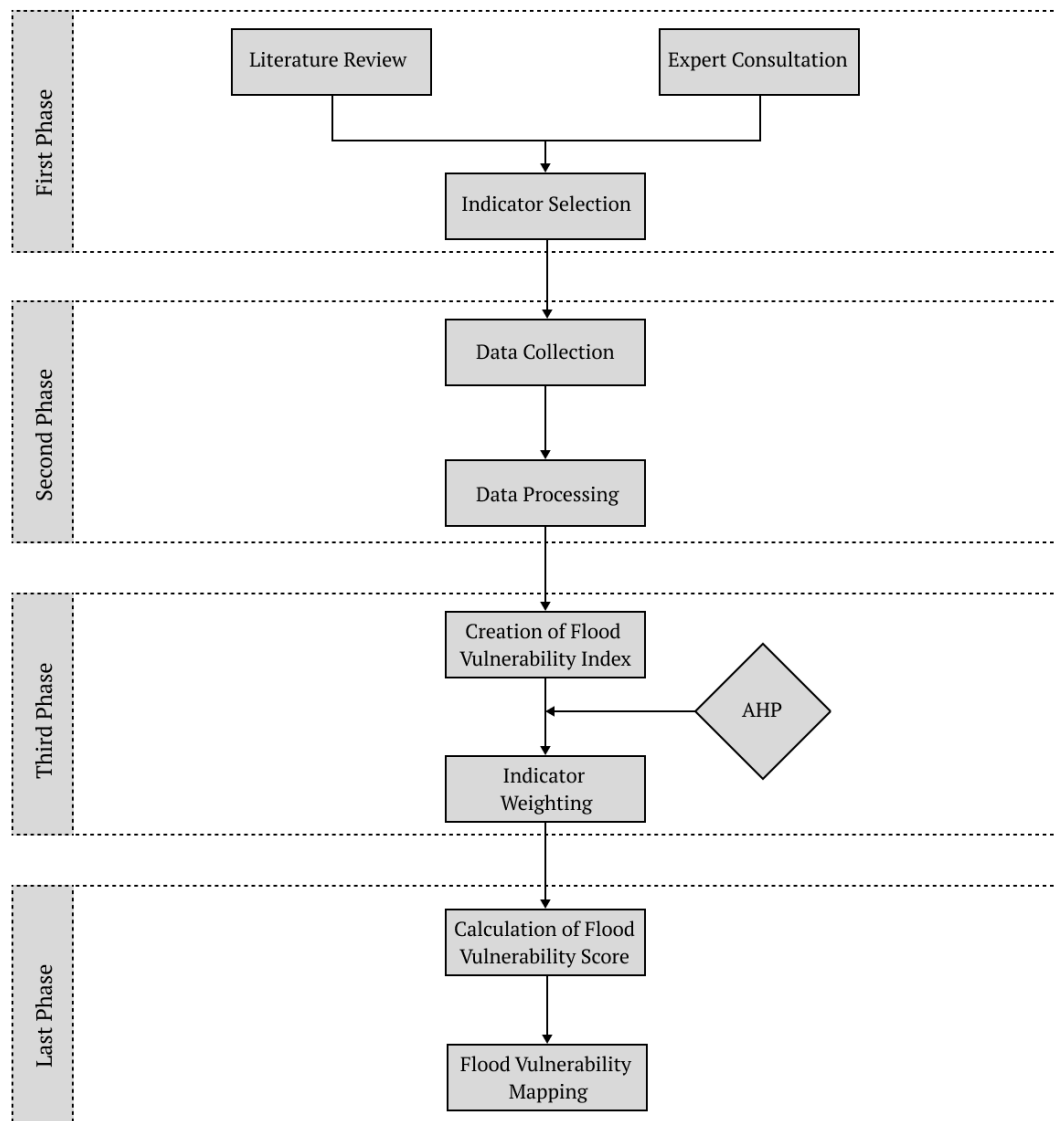 First Phase
Literature Review
Expert Consultation
Indicator Selection
Second Phase
Data Collection
Data Processing
Third Phase
Creation of Flood
Vulnerability Index
AHP
Indicator
Weighting
Last Phase
Calculation of Flood
Vulnerability Score
Flood Vulnerability
Mapping